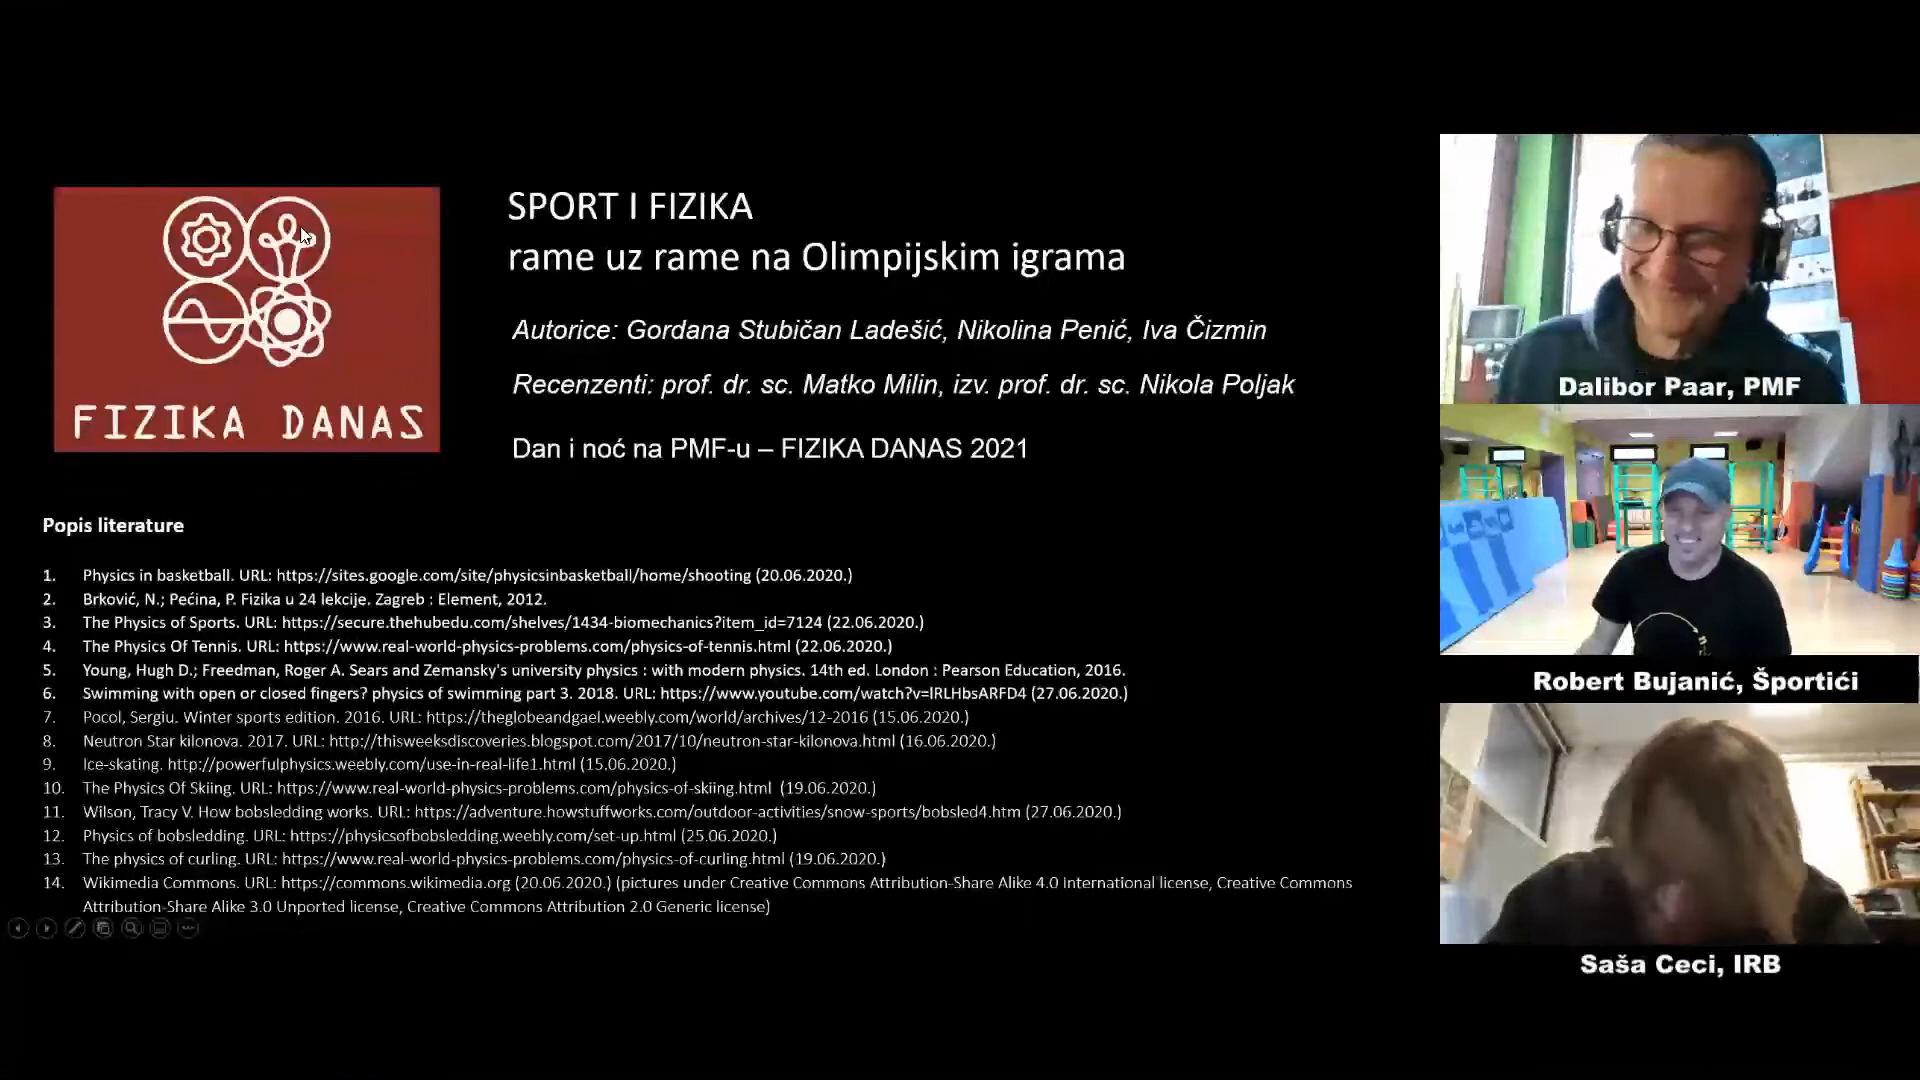 FIZIKA DANAS
SPORT I FIZIKA
rame uz rame na Olimpijskim igrama
Autorice: Gordana Stubičan Ladešić, Nikolina Penić, Iva Čizmin
Recenzenti: prof. dr. sc. Matko Milin, izv. prof. dr. sc. Nikola Poljak
Dan i noć na PMF-u – FIZIKA DANAS 2021
Popis literature
1. Physics in basketball. URL: https://sites.google.com/site/physicsinbasketball/home/shooting (20.06.2020.)
2. Brković, N.; Pećina, P. Fizika u 24 lekcije. Zagreb : Element, 2012.
3. The Physics of Sports. URL: https://secure.thehubedu.com/shelves/1434-biomechanics?item_id=7124 (22.06.2020.)
4. The Physics Of Tennis. URL: https://www.real-world-physics-problems.com/physics-of-tennis.html (22.06.2020.)
5. Young, Hugh D.; Freedman, Roger A. Sears and Zemansky's university physics : with modern physics. 14th ed. London : Pearson Education, 2016.
6. Swimming with open or closed fingers? physics of swimming part 3. 2018. URL: https://www.youtube.com/watch?v=lRLHbsARFD4 (27.06.2020.)
7. Pocol, Sergiu. Winter sports edition. 2016. URL: https://theglobeandgael.weebly.com/world/archives/12-2016 (15.06.2020.)
8. Neutron Star kilonova. 2017. URL: http://thisweeksdiscoveries.blogspot.com/2017/10/neutron-star-kilonova.html (16.06.2020.)
9. Ice-skating. http://powerfulphysics.weebly.com/use-in-real-life1.html (15.06.2020.)
10. The Physics Of Skiing. URL: https://www.real-world-physics-problems.com/physics-of-skiing.html (19.06.2020.)
11. Wilson, Tracy V. How bobsledding works. URL: https://adventure.howstuffworks.com/outdoor-activities/snow-sports/bobsled4.htm (27.06.2020.)
12. Physics of bobsledding. URL: https://physicsofbobsledding.weebly.com/set-up.html (25.06.2020.)
13. The physics of curling. URL: https://www.real-world-physics-problems.com/physics-of-curling.html (19.06.2020.)
14. Wikimedia Commons. URL: https://commons.wikimedia.org (20.06.2020.) (pictures under Creative Commons Attribution-Share Alike 4.0 International license, Creative Commons
Attribution-Share Alike 3.0 Unported license, Creative Commons Attribution 2.0 Generic license)
Dalibor Paar, PMF
Robert Bujanić, Športići
Saša Ceci, IRB